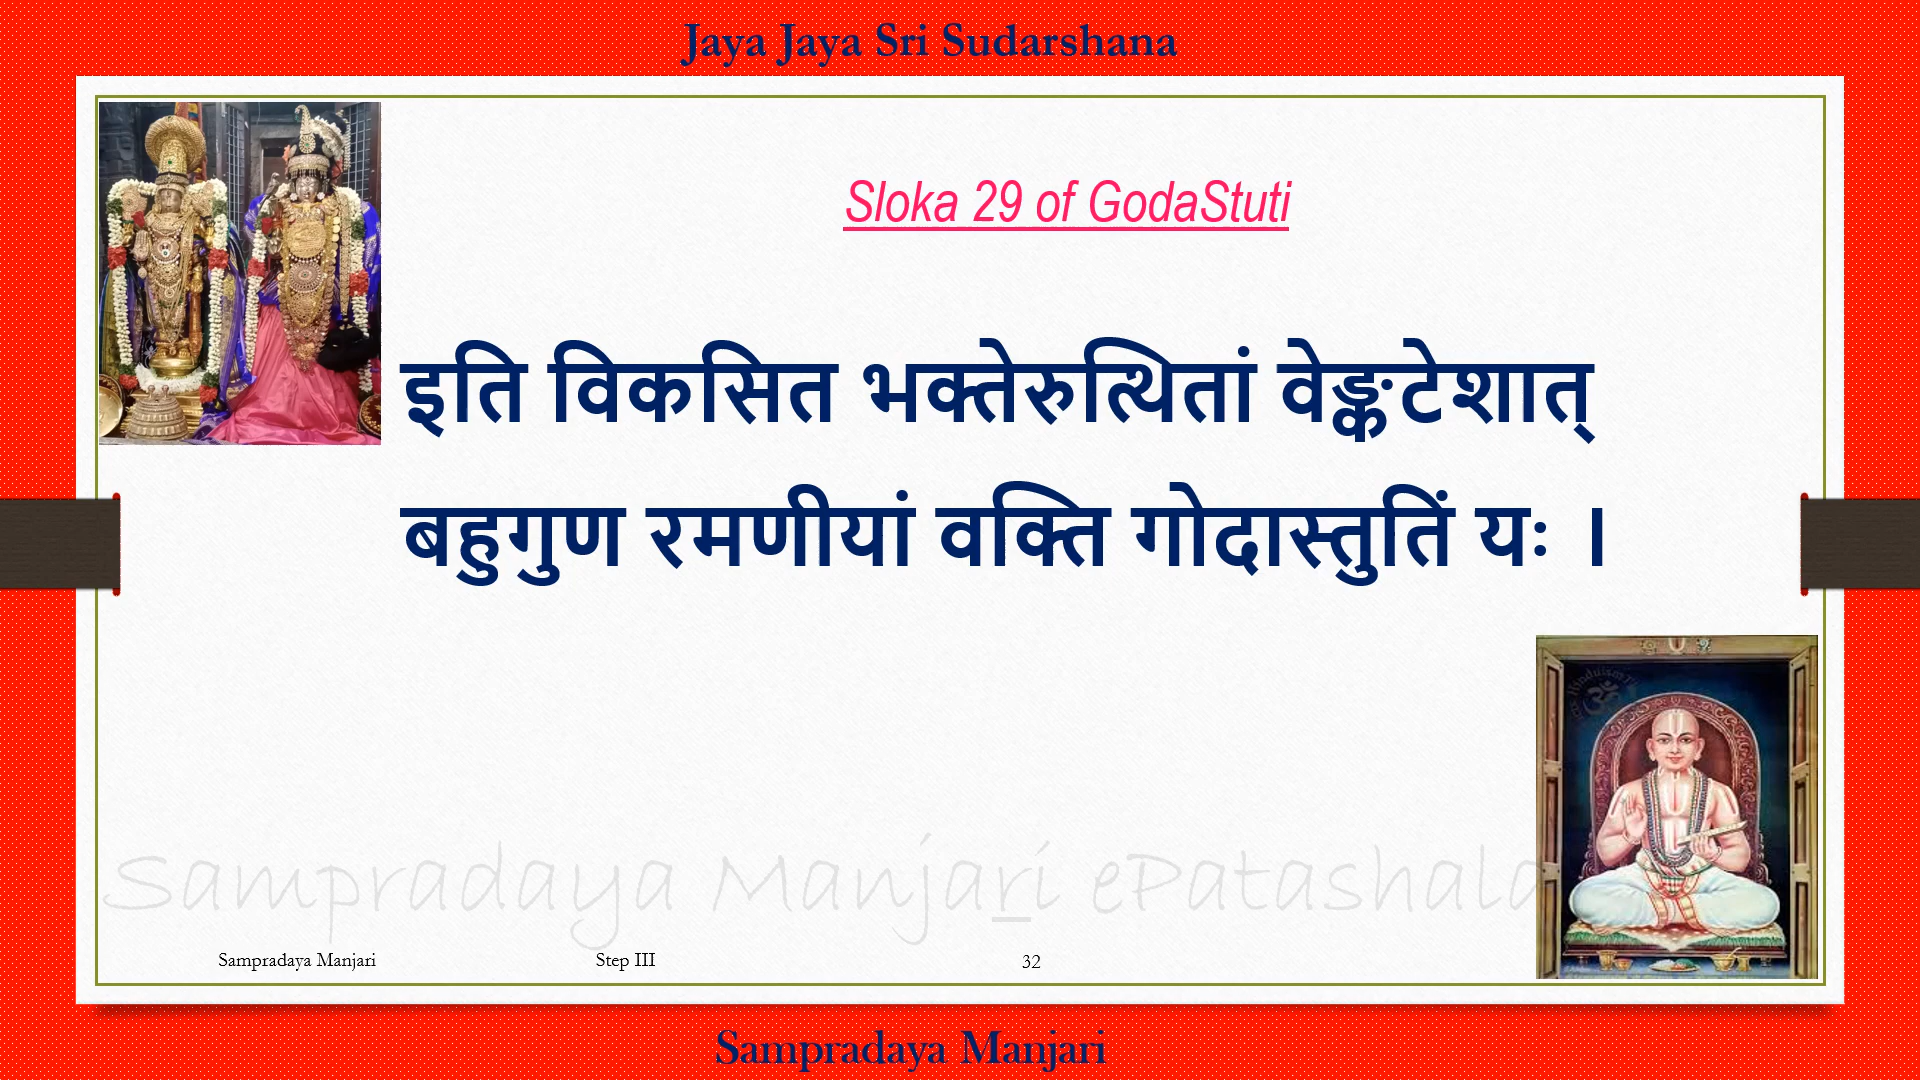 Jaya Jaya Sri Sudarshana
Sloka 29 of GodaStuti
इति विकसित भक्तेरुत्थितां वेङ्कटेशात्
बहुगुण रमणीयां वक्ति गोदास्तुतिं यः ।
Sampradaya Manjari ePatashala
Sampradaya Manjari Step III 32
Sampradaya Manjari